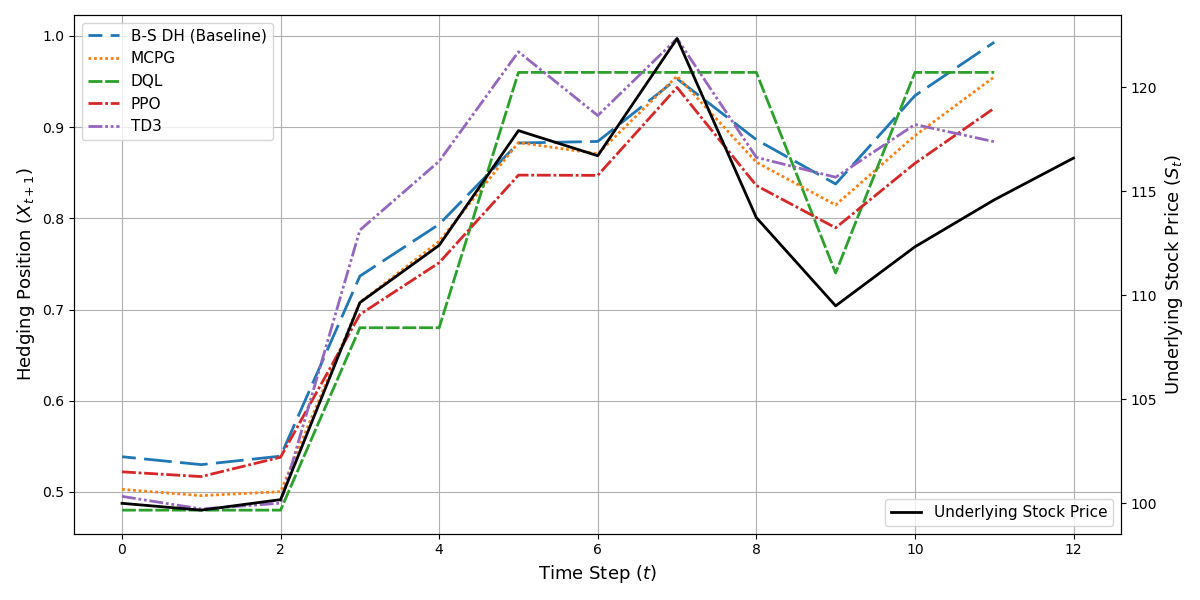 B-S DH (Baseline)
MCPG
DQL
PPO
TD3
Underlying Stock Price
Hedging Position (X_{t+1})
1.0
0.9
0.8
0.7
0.6
0.5
Underlying Stock Price (S_t)
120
115
110
105
100
0 2 4 6 8 10 12
Time Step (t)